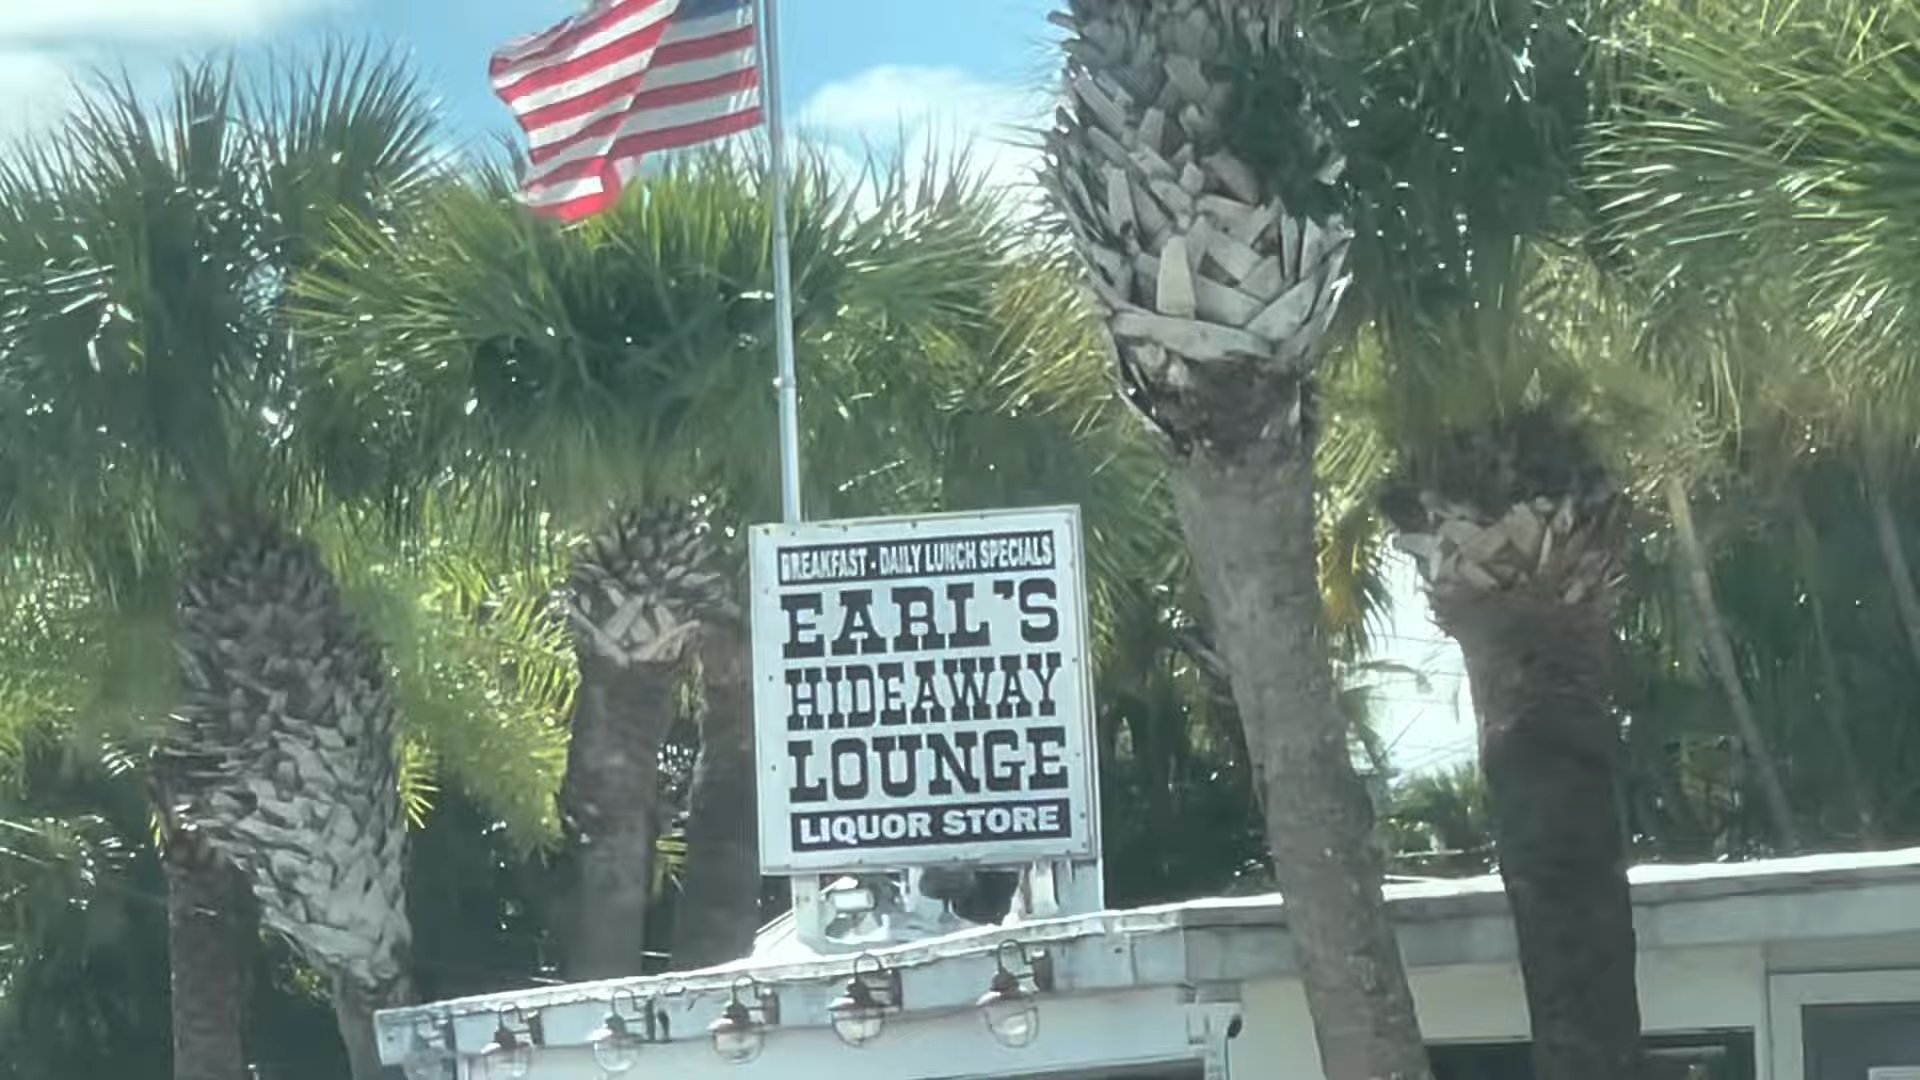 BREAKFAST - DAILY LUNCH SPECIALS
EARL'S
HIDEAWAY
LOUNGE
LIQUOR STORE